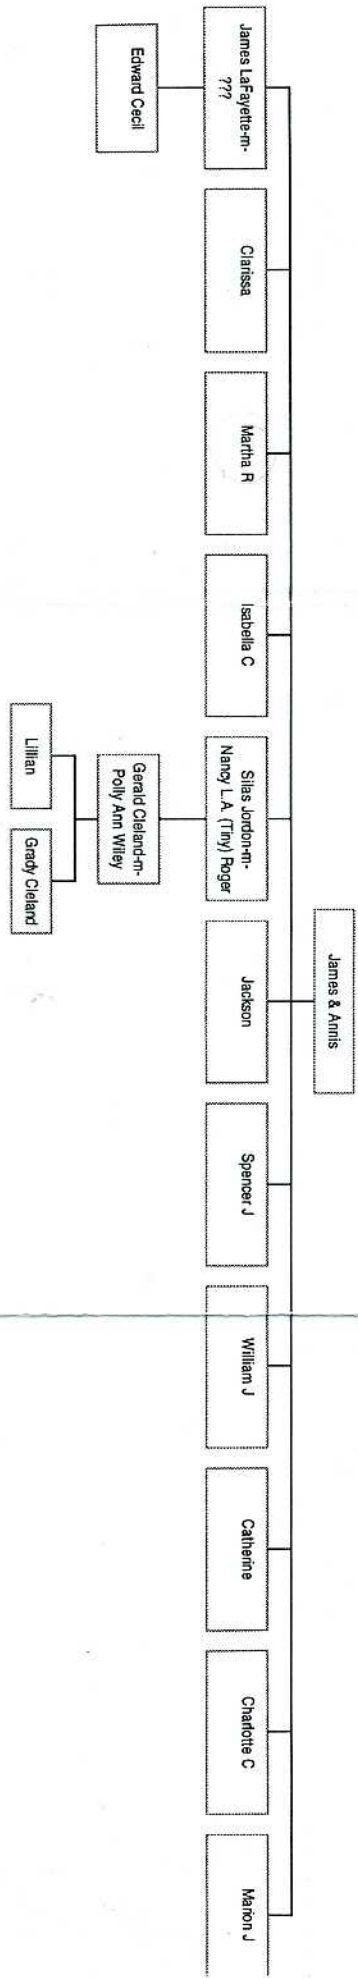 James & Annis
James LaFayette-m-
???
Clarissa
Martha R
Isabella C
Silas Jordon-m-
Nancy L.A. (Tiny) Roger
Jackson
Spencer J
William J
Catherine
Charlotte C
Marion J
Edward Cecil
Gerald Cleland-m-
Polly Ann Wiley
Lillian
Grady Cleland